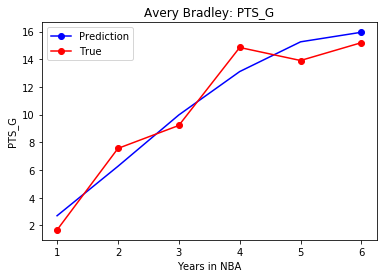 Avery Bradley: PTS_G
Prediction
True
PTS_G
16
14
12
10
8
6
4
2
1 2 3 4 5 6
Years in NBA